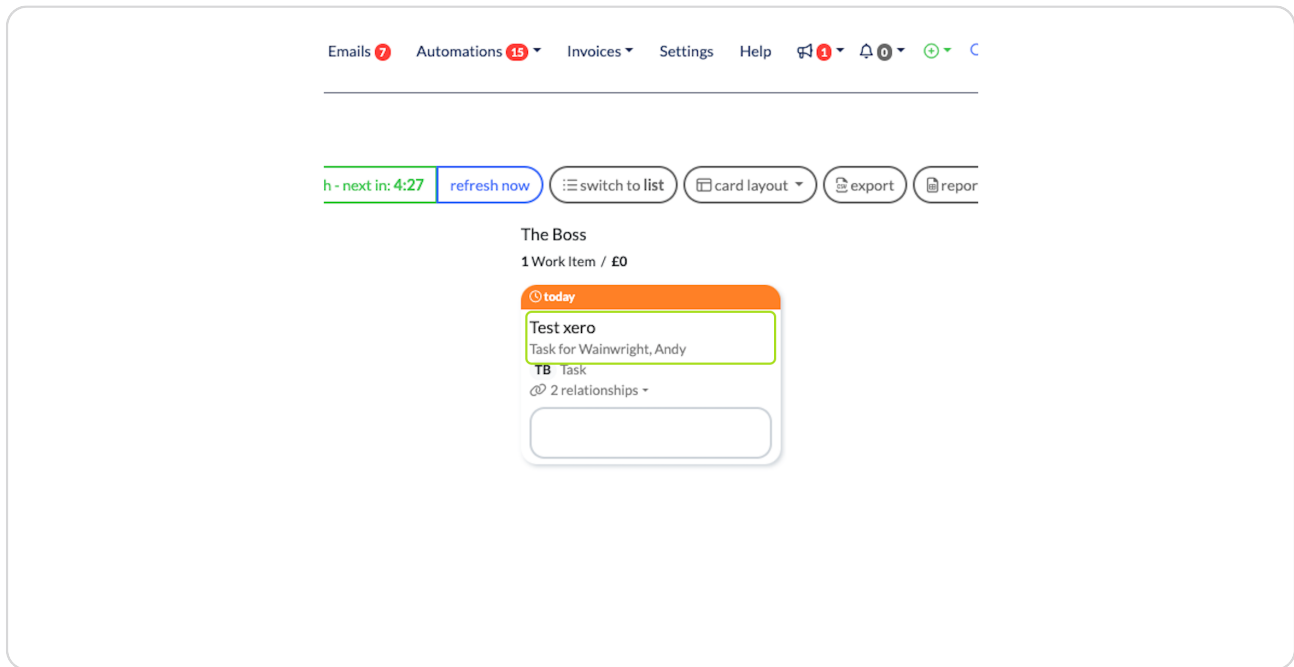 Emails 7 Automations 15 Invoices Settings Help 1 0
h - next in: 4:27 refresh now switch to list card layout export repor
The Boss
1 Work Item / £0
today
Test xero
Task for Wainwright, Andy
TB Task
2 relationships